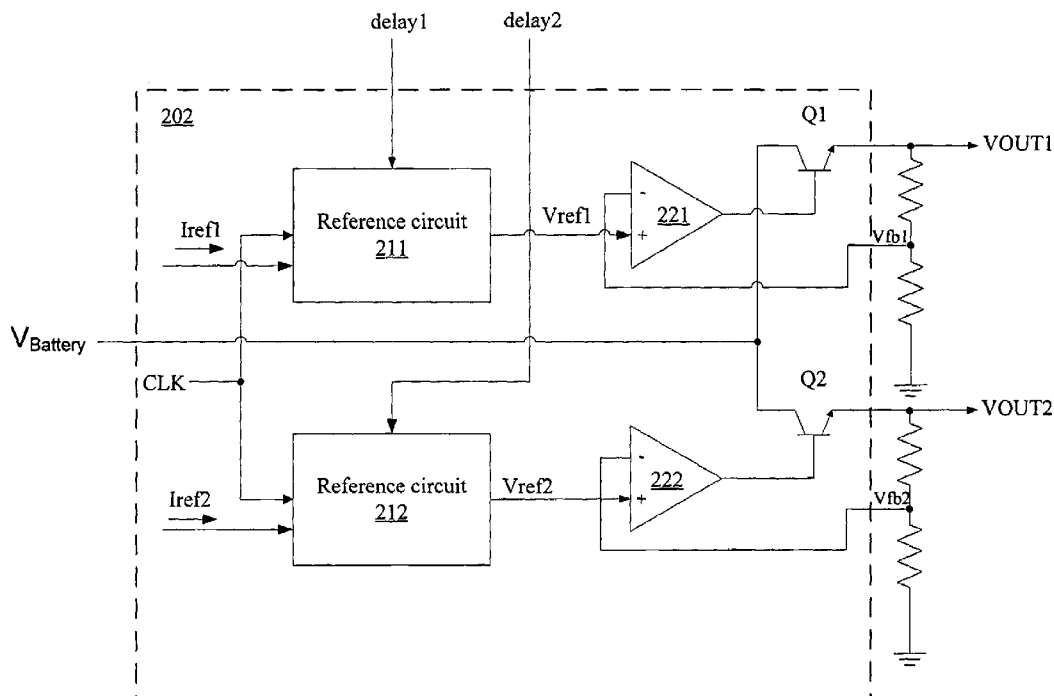 delay1
delay2
202
Q1
VOUT1
Iref1
Reference circuit
211
Vref1
-
+
221
Vfb1
VBattery
CLK
Q2
VOUT2
Iref2
Reference circuit
212
Vref2
-
+
222
Vfb2